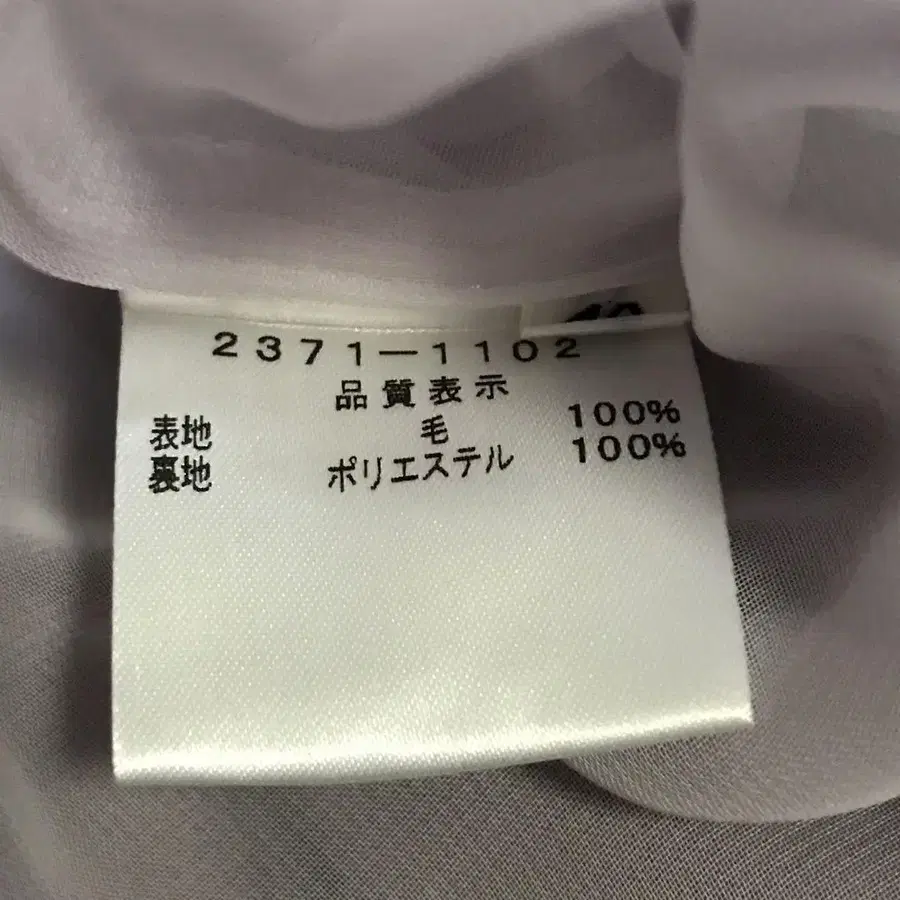 2371-1102
品質表示
表地 毛 100%
裏地 ポリエステル 100%